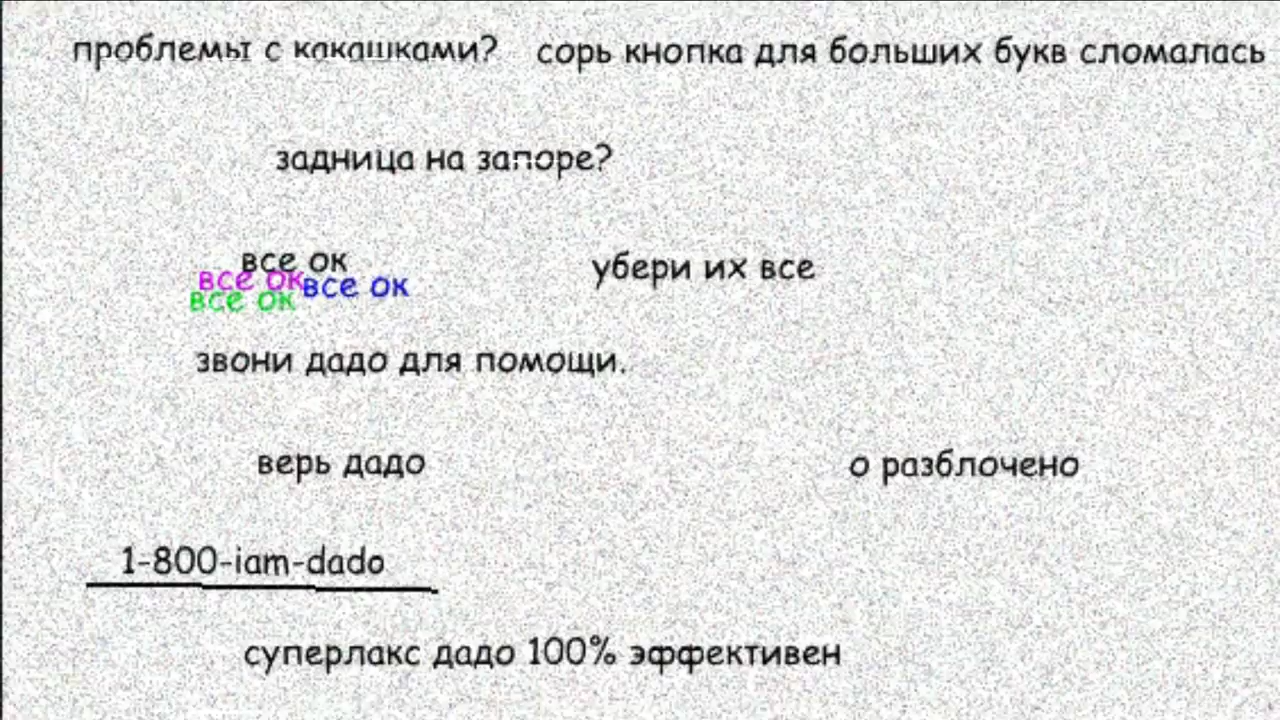 проблемы с какашками? сорь кнопка для больших букв сломалась
задница на запоре?
все ок
все ок
все ок
все ок
убери их все
звони дадо для помощи.
верь дадо
о разблочено
1-800-iam-dado
суперлакс дадо 100% эффективен